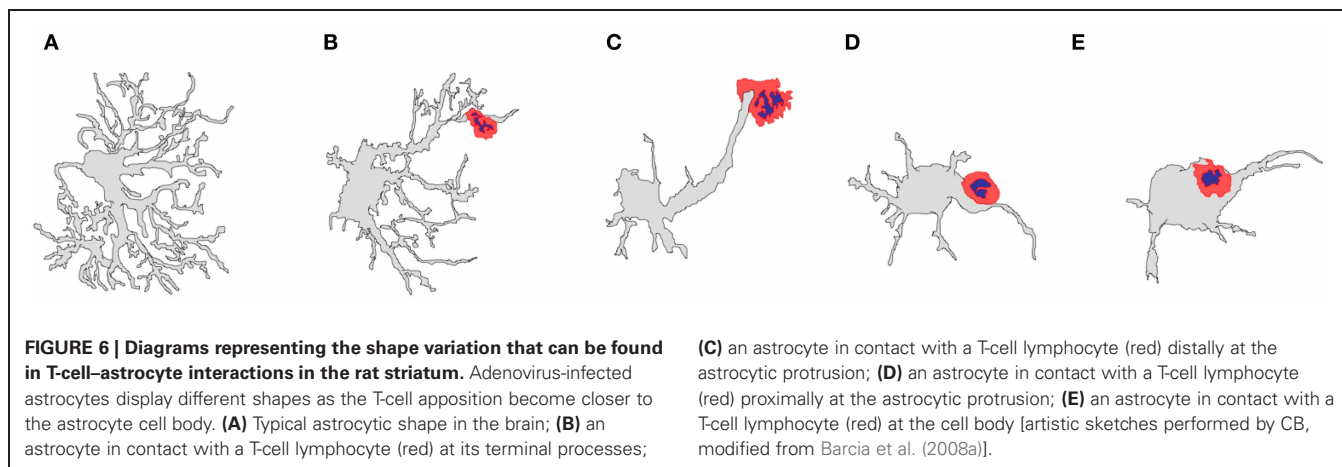 A
B
C
D
E
FIGURE 6 | Diagrams representing the shape variation that can be found
in T-cell–astrocyte interactions in the rat striatum. Adenovirus-infected
astrocytes display different shapes as the T-cell apposition become closer to
the astrocyte cell body. (A) Typical astrocytic shape in the brain; (B) an
astrocyte in contact with a T-cell lymphocyte (red) at its terminal processes;
(C) an astrocyte in contact with a T-cell lymphocyte (red) distally at the
astrocytic protrusion; (D) an astrocyte in contact with a T-cell lymphocyte
(red) proximally at the astrocytic protrusion; (E) an astrocyte in contact with a
T-cell lymphocyte (red) at the cell body [artistic sketches performed by CB,
modified from Barcia et al. (2008a)].